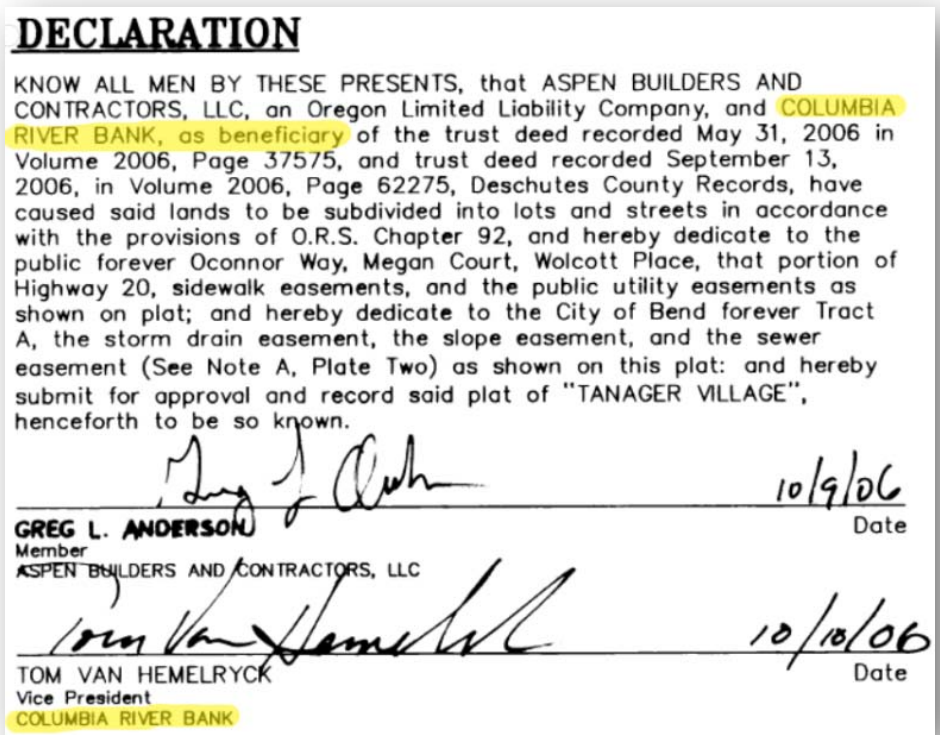 DECLARATION
KNOW ALL MEN BY THESE PRESENTS, that ASPEN BUILDERS AND
CONTRACTORS, LLC, an Oregon Limited Liability Company, and COLUMBIA
RIVER BANK, as beneficiary of the trust deed recorded May 31, 2006 in
Volume 2006, Page 37575, and trust deed recorded September 13,
2006, in Volume 2006, Page 62275, Deschutes County Records, have
caused said lands to be subdivided into lots and streets in accordance
with the provisions of O.R.S. Chapter 92, and hereby dedicate to the
public forever Oconnor Way, Megan Court, Wolcott Place, that portion of
Highway 20, sidewalk easements, and the public utility easements as
shown on plat; and hereby dedicate to the City of Bend forever Tract
A, the storm drain easement, the slope easement, and the sewer
easement (See Note A, Plate Two) as shown on this plat: and hereby
submit for approval and record said plat of "TANAGER VILLAGE",
henceforth to be so known.
10/9/06
GREG L. ANDERSON Date
Member
ASPEN BUILDERS AND CONTRACTORS, LLC
Tom Van Hemelryck 10/10/06
TOM VAN HEMELRYCK Date
Vice President
COLUMBIA RIVER BANK